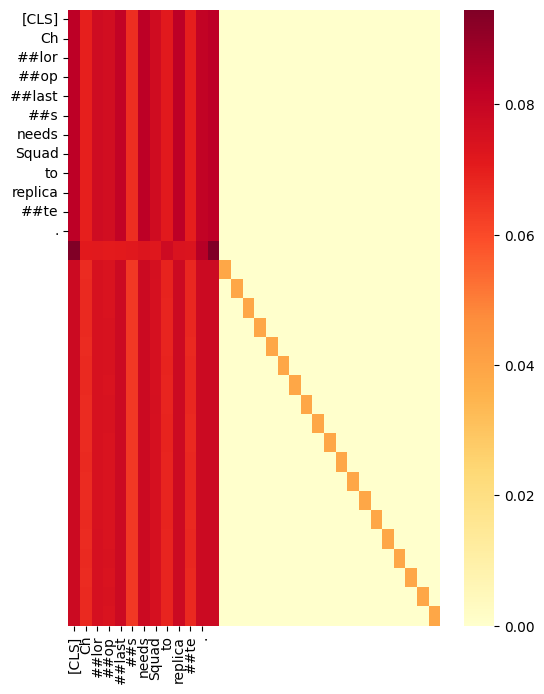 [CLS]
Ch
##lor
##op
##last
##s
needs
Squad
to
replica
##te
.
0.08
0.06
0.04
0.02
0.00
[CLS]
Ch
##lor
##op
##last
##s
needs
Squad
to
replica
##te
.